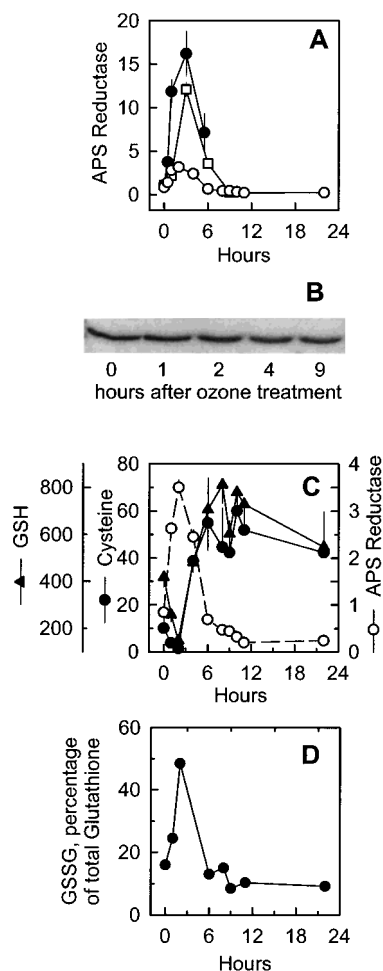 A
APS Reductase
20
15
10
5
0
0 6 12 18 24
Hours
B
0 1 2 4 9
hours after ozone treatment
C
GSH
800
600
400
200
Cysteine
80
60
40
20
0
APS Reductase
4
3
2
1
0
0 6 12 18 24
Hours
D
GSSG, percentage
of total Glutathione
60
40
20
0
0 6 12 18 24
Hours